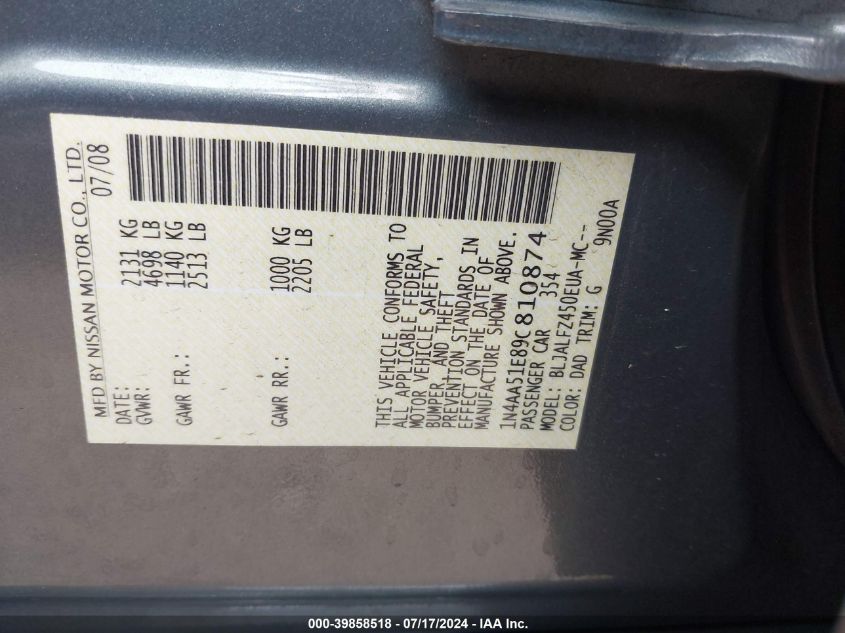 MFD BY NISSAN MOTOR CO., LTD.
DATE: 07/08
GVWR: 2131 KG
4698 LB
GAWR FR.: 1140 KG
2513 LB
GAWR RR.: 1000 KG
2205 LB
THIS VEHICLE CONFORMS TO
ALL APPLICABLE FEDERAL
MOTOR VEHICLE SAFETY,
BUMPER, AND THEFT
PREVENTION STANDARDS IN
EFFECT ON THE DATE OF
MANUFACTURE SHOWN ABOVE.
1N4AA51E89C810874
PASSENGER CAR 354
MODEL: BLJALFZ450EUA-MC--
COLOR: DAD TRIM: G 9N00A
000-39858518 / 07/17/2024 / IAA Inc.